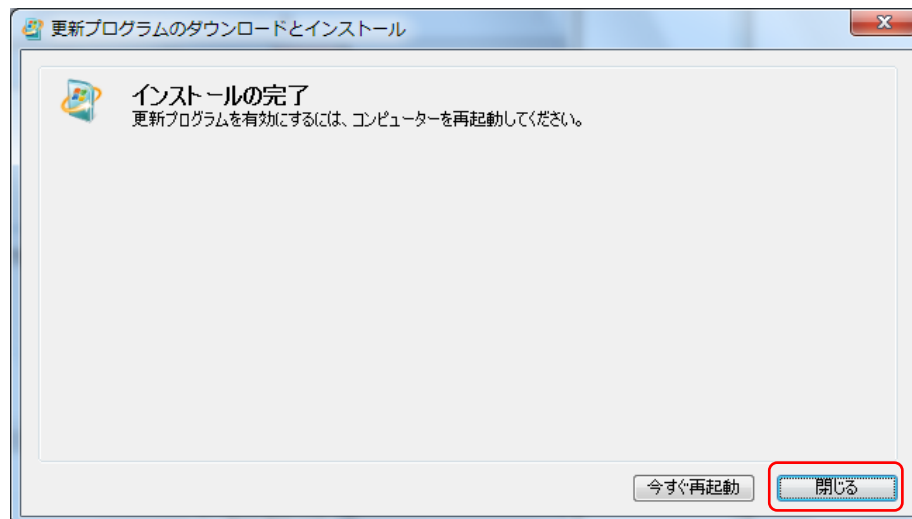 更新プログラムのダウンロードとインストール
インストールの完了
更新プログラムを有効にするには、コンピューターを再起動してください。
今すぐ再起動
閉じる